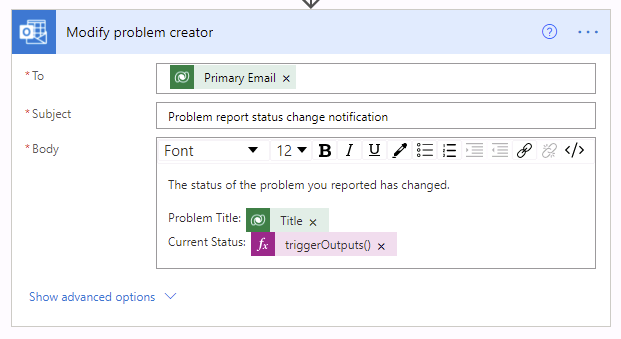 Modify problem creator
* To
Primary Email ×
* Subject
Problem report status change notification
* Body
Font 12 B I U </>
The status of the problem you reported has changed.
Problem Title: Title ×
Current Status: fx triggerOutputs() ×
Show advanced options